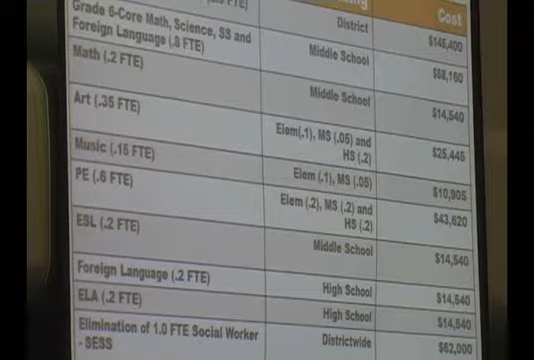 FTE)
Cost
District
$145,400
Grade 6-Core Math, Science, SS and
Foreign Language (.8 FTE)
Middle School
$58,160
Math (.2 FTE)
Middle School
$14,540
Art (.35 FTE)
Elem(.1), MS (.05) and
HS (.2)
$25,445
Music (.15 FTE)
Elem (.1), MS (.05)
$10,905
PE (.6 FTE)
Elem (.2), MS (.2) and
HS (.2)
$43,620
ESL (.2 FTE)
Middle School
$14,540
Foreign Language (.2 FTE)
High School
$14,540
ELA (.2 FTE)
High School
$14,540
Elimination of 1.0 FTE Social Worker
- SESS
Districtwide
$62,000